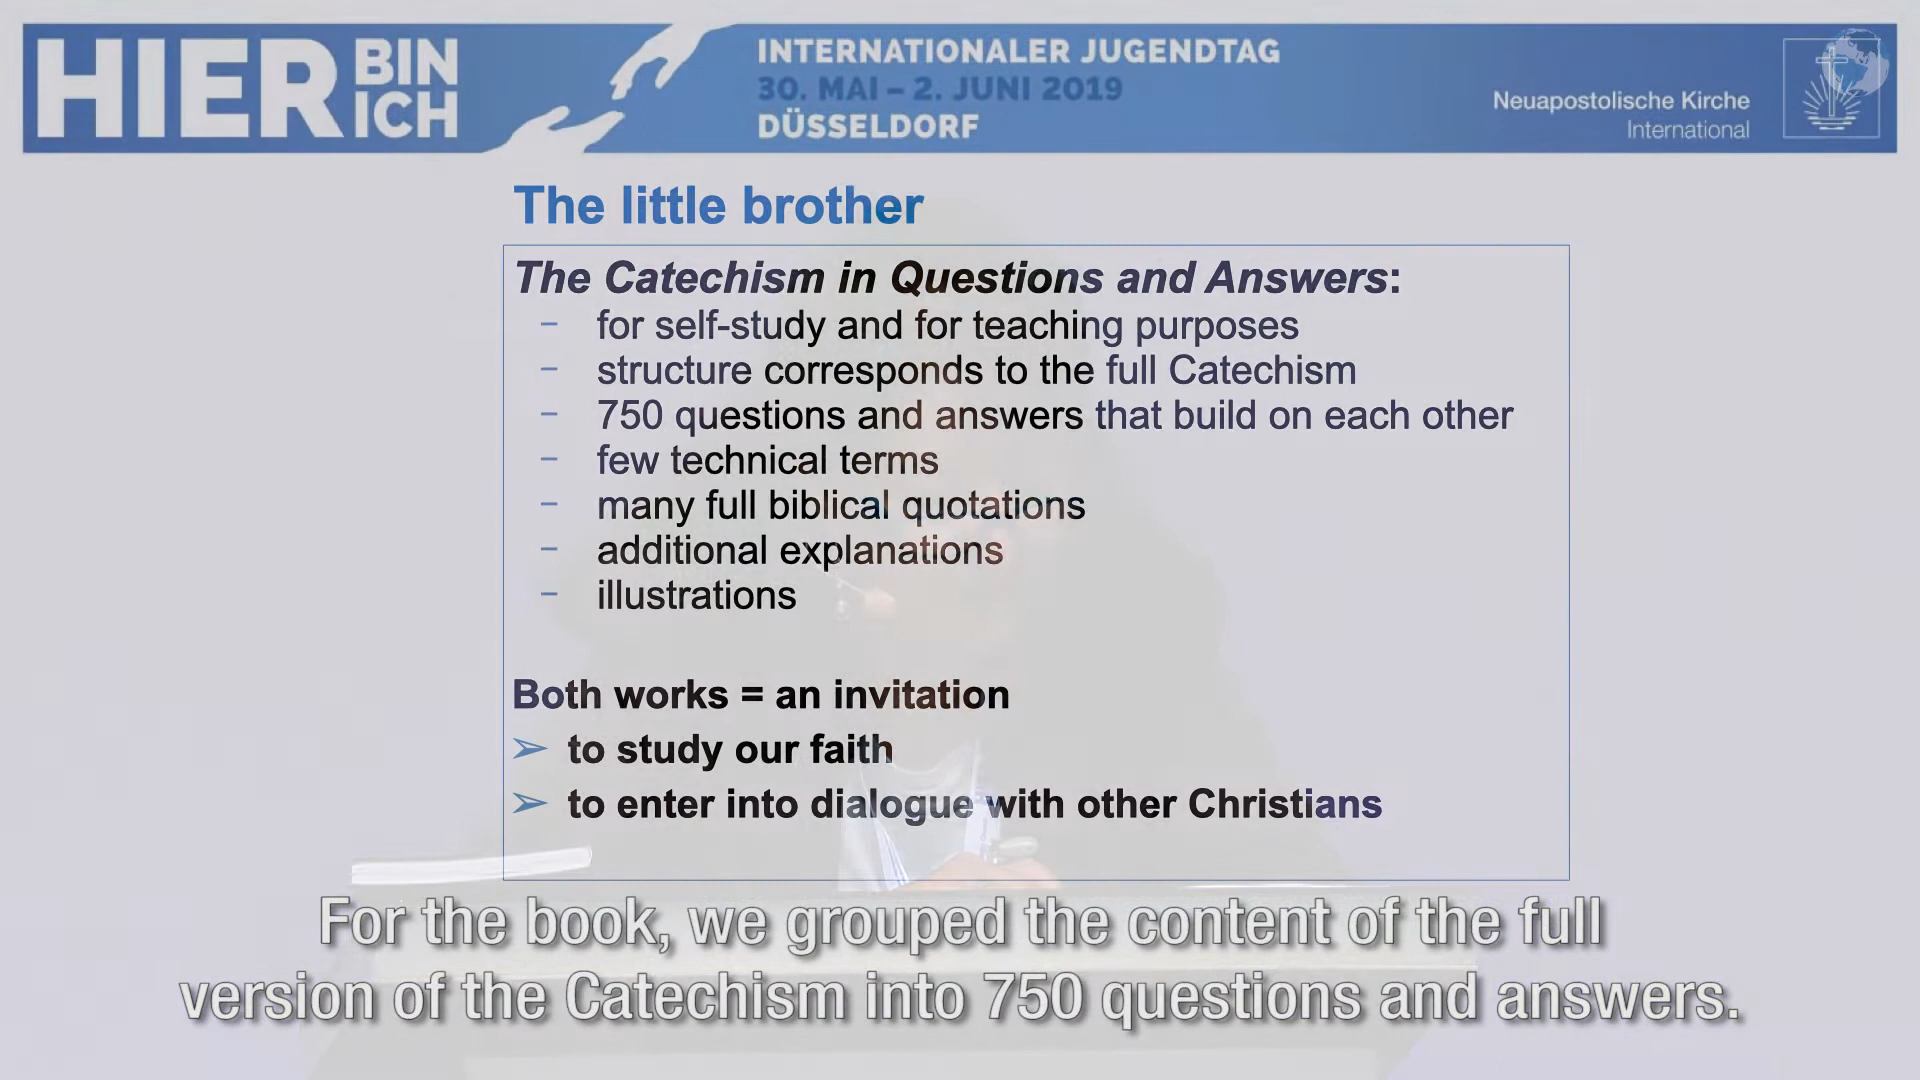 HIER BIN ICH
INTERNATIONALER JUGENDTAG
30. MAI – 2. JUNI 2019
DÜSSELDORF
Neuapostolische Kirche
International
The little brother
The Catechism in Questions and Answers:
– for self-study and for teaching purposes
– structure corresponds to the full Catechism
– 750 questions and answers that build on each other
– few technical terms
– many full biblical quotations
– additional explanations
– illustrations
Both works = an invitation
➢ to study our faith
➢ to enter into dialogue with other Christians
For the book, we grouped the content of the full
version of the Catechism into 750 questions and answers.